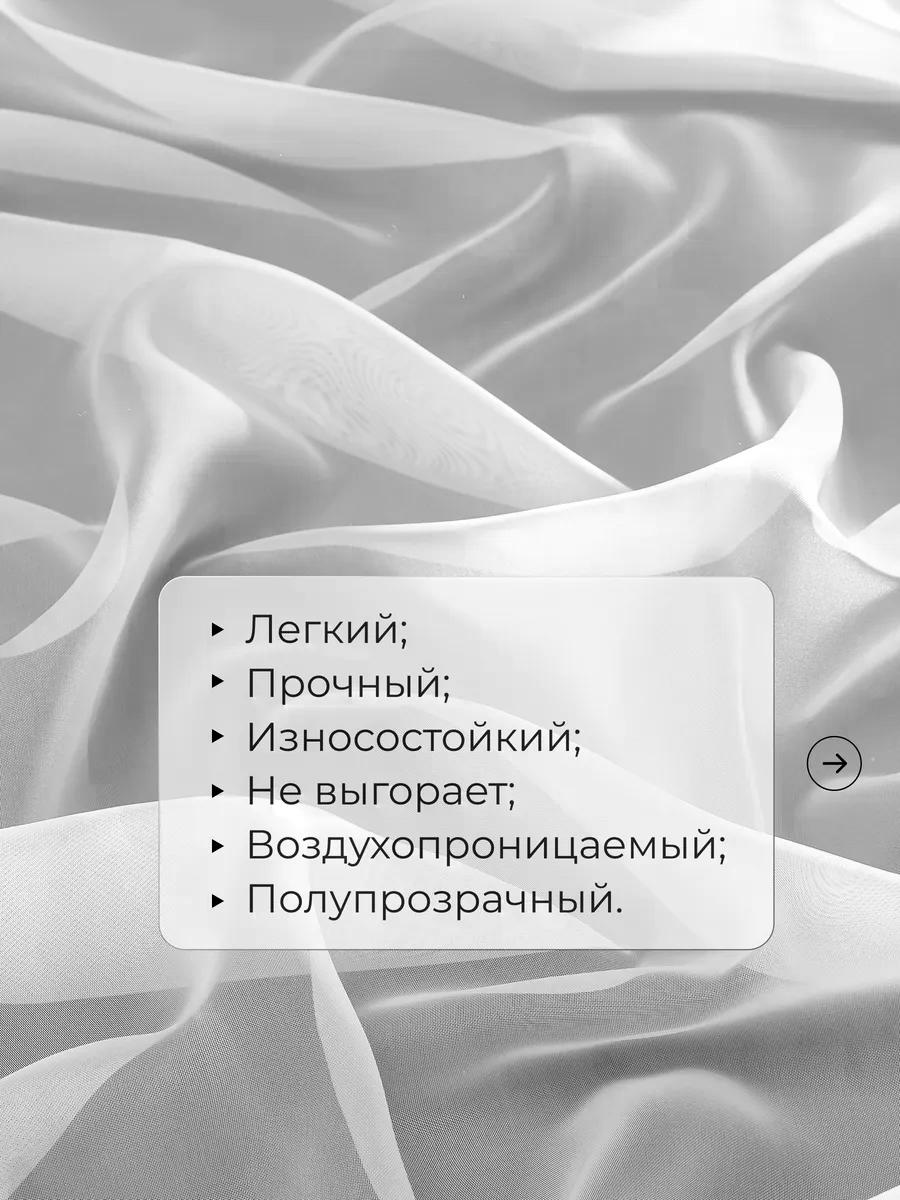 Легкий;
Прочный;
Износостойкий;
Не выгорает;
Воздухопроницаемый;
Полупрозрачный.